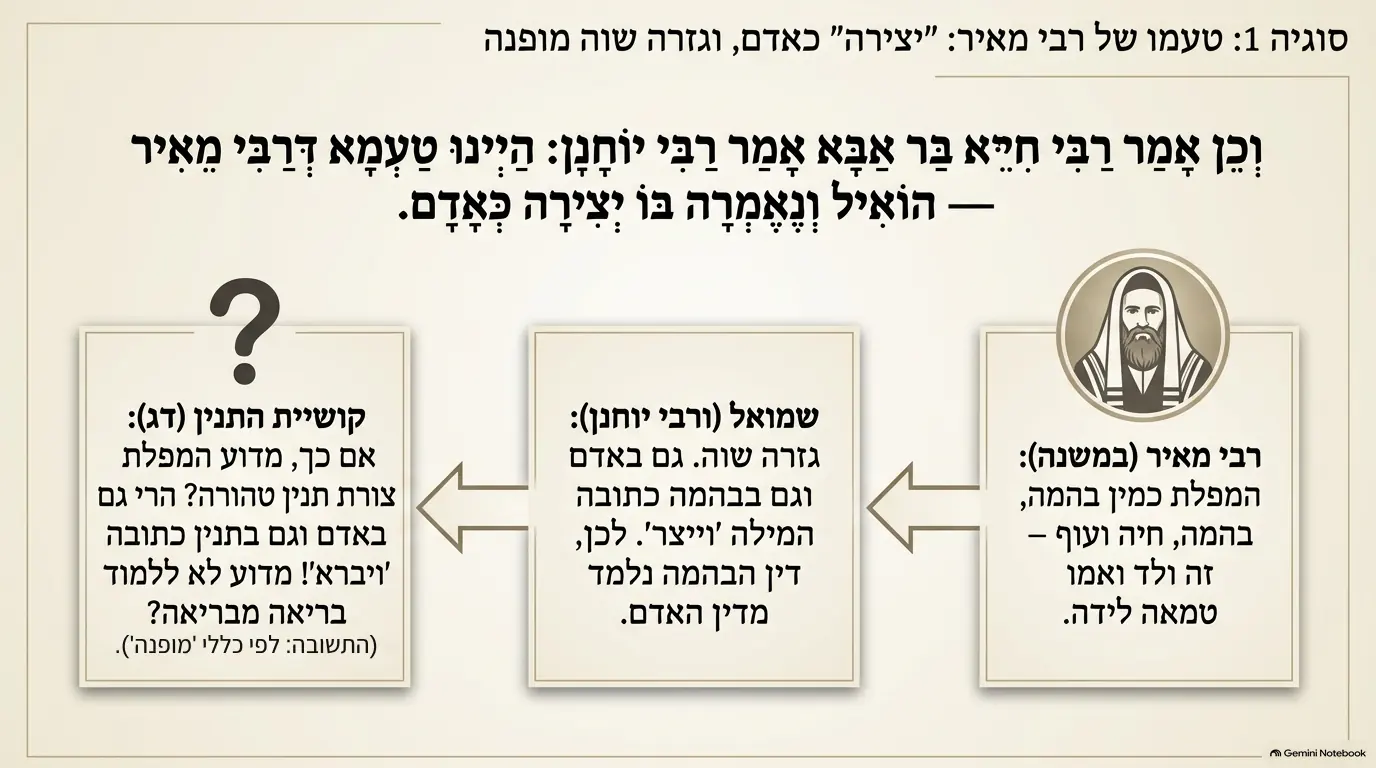 סוגיה 1: טעמו של רבי מאיר: "יצירה" כאדם, וגזרה שוה מופנה
וְכֵן אָמַר רַבִּי חִיָּא בַּר אַבָּא אָמַר רַבִּי יוֹחָנָן: הַיְינוּ טַעְמָא דְּרַבִּי מֵאִיר
— הוֹאִיל וְנֶאֶמְרָה בּוֹ יְצִירָה כְּאָדָם.
רבי מאיר (במשנה):
המפלת כמין בהמה,
בהמה, חיה ועוף –
זה ולד ואמו
טמאה לידה.
שמואל (ורבי יוחנן):
גזרה שוה. גם באדם
וגם בבהמה כתובה
המילה 'וייצר'. לכן,
דין הבהמה נלמד
מדין האדם.
?
קושיית התנין (דג):
אם כך, מדוע המפלת
צורת תנין טהורה? הרי גם
באדם וגם בתנין כתובה
'ויברא'! מדוע לא ללמוד
בריאה מבריאה?
(התשובה: לפי כללי 'מופנה').
Gemini Notebook